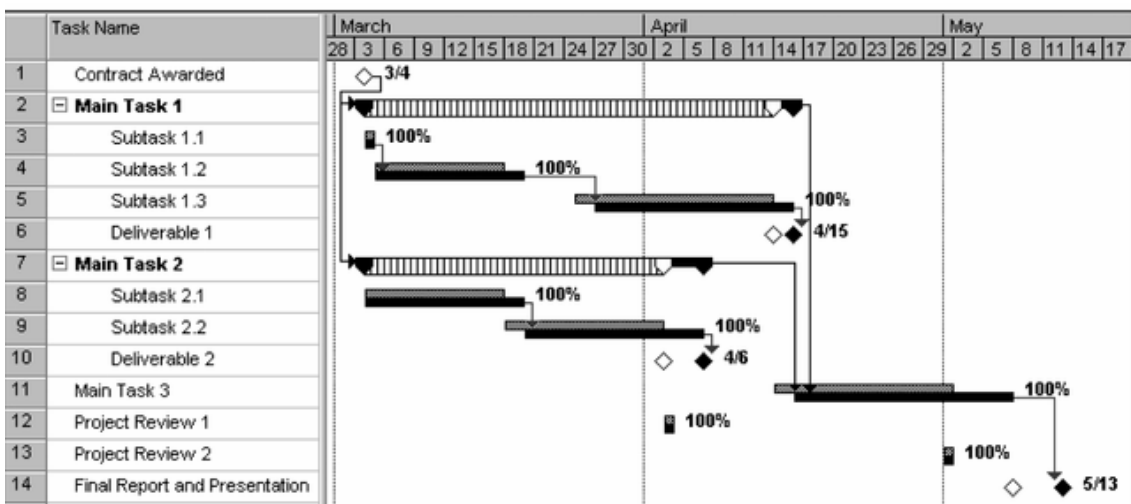 Task Name March April May
28 3 6 9 12 15 18 21 24 27 30 2 5 8 11 14 17 20 23 26 29 2 5 8 11 14 17
1 Contract Awarded 3/4
2 Main Task 1
3 Subtask 1.1 100%
4 Subtask 1.2 100%
5 Subtask 1.3 100%
6 Deliverable 1 4/15
7 Main Task 2
8 Subtask 2.1 100%
9 Subtask 2.2 100%
10 Deliverable 2 4/6
11 Main Task 3 100%
12 Project Review 1 100%
13 Project Review 2 100%
14 Final Report and Presentation 5/13